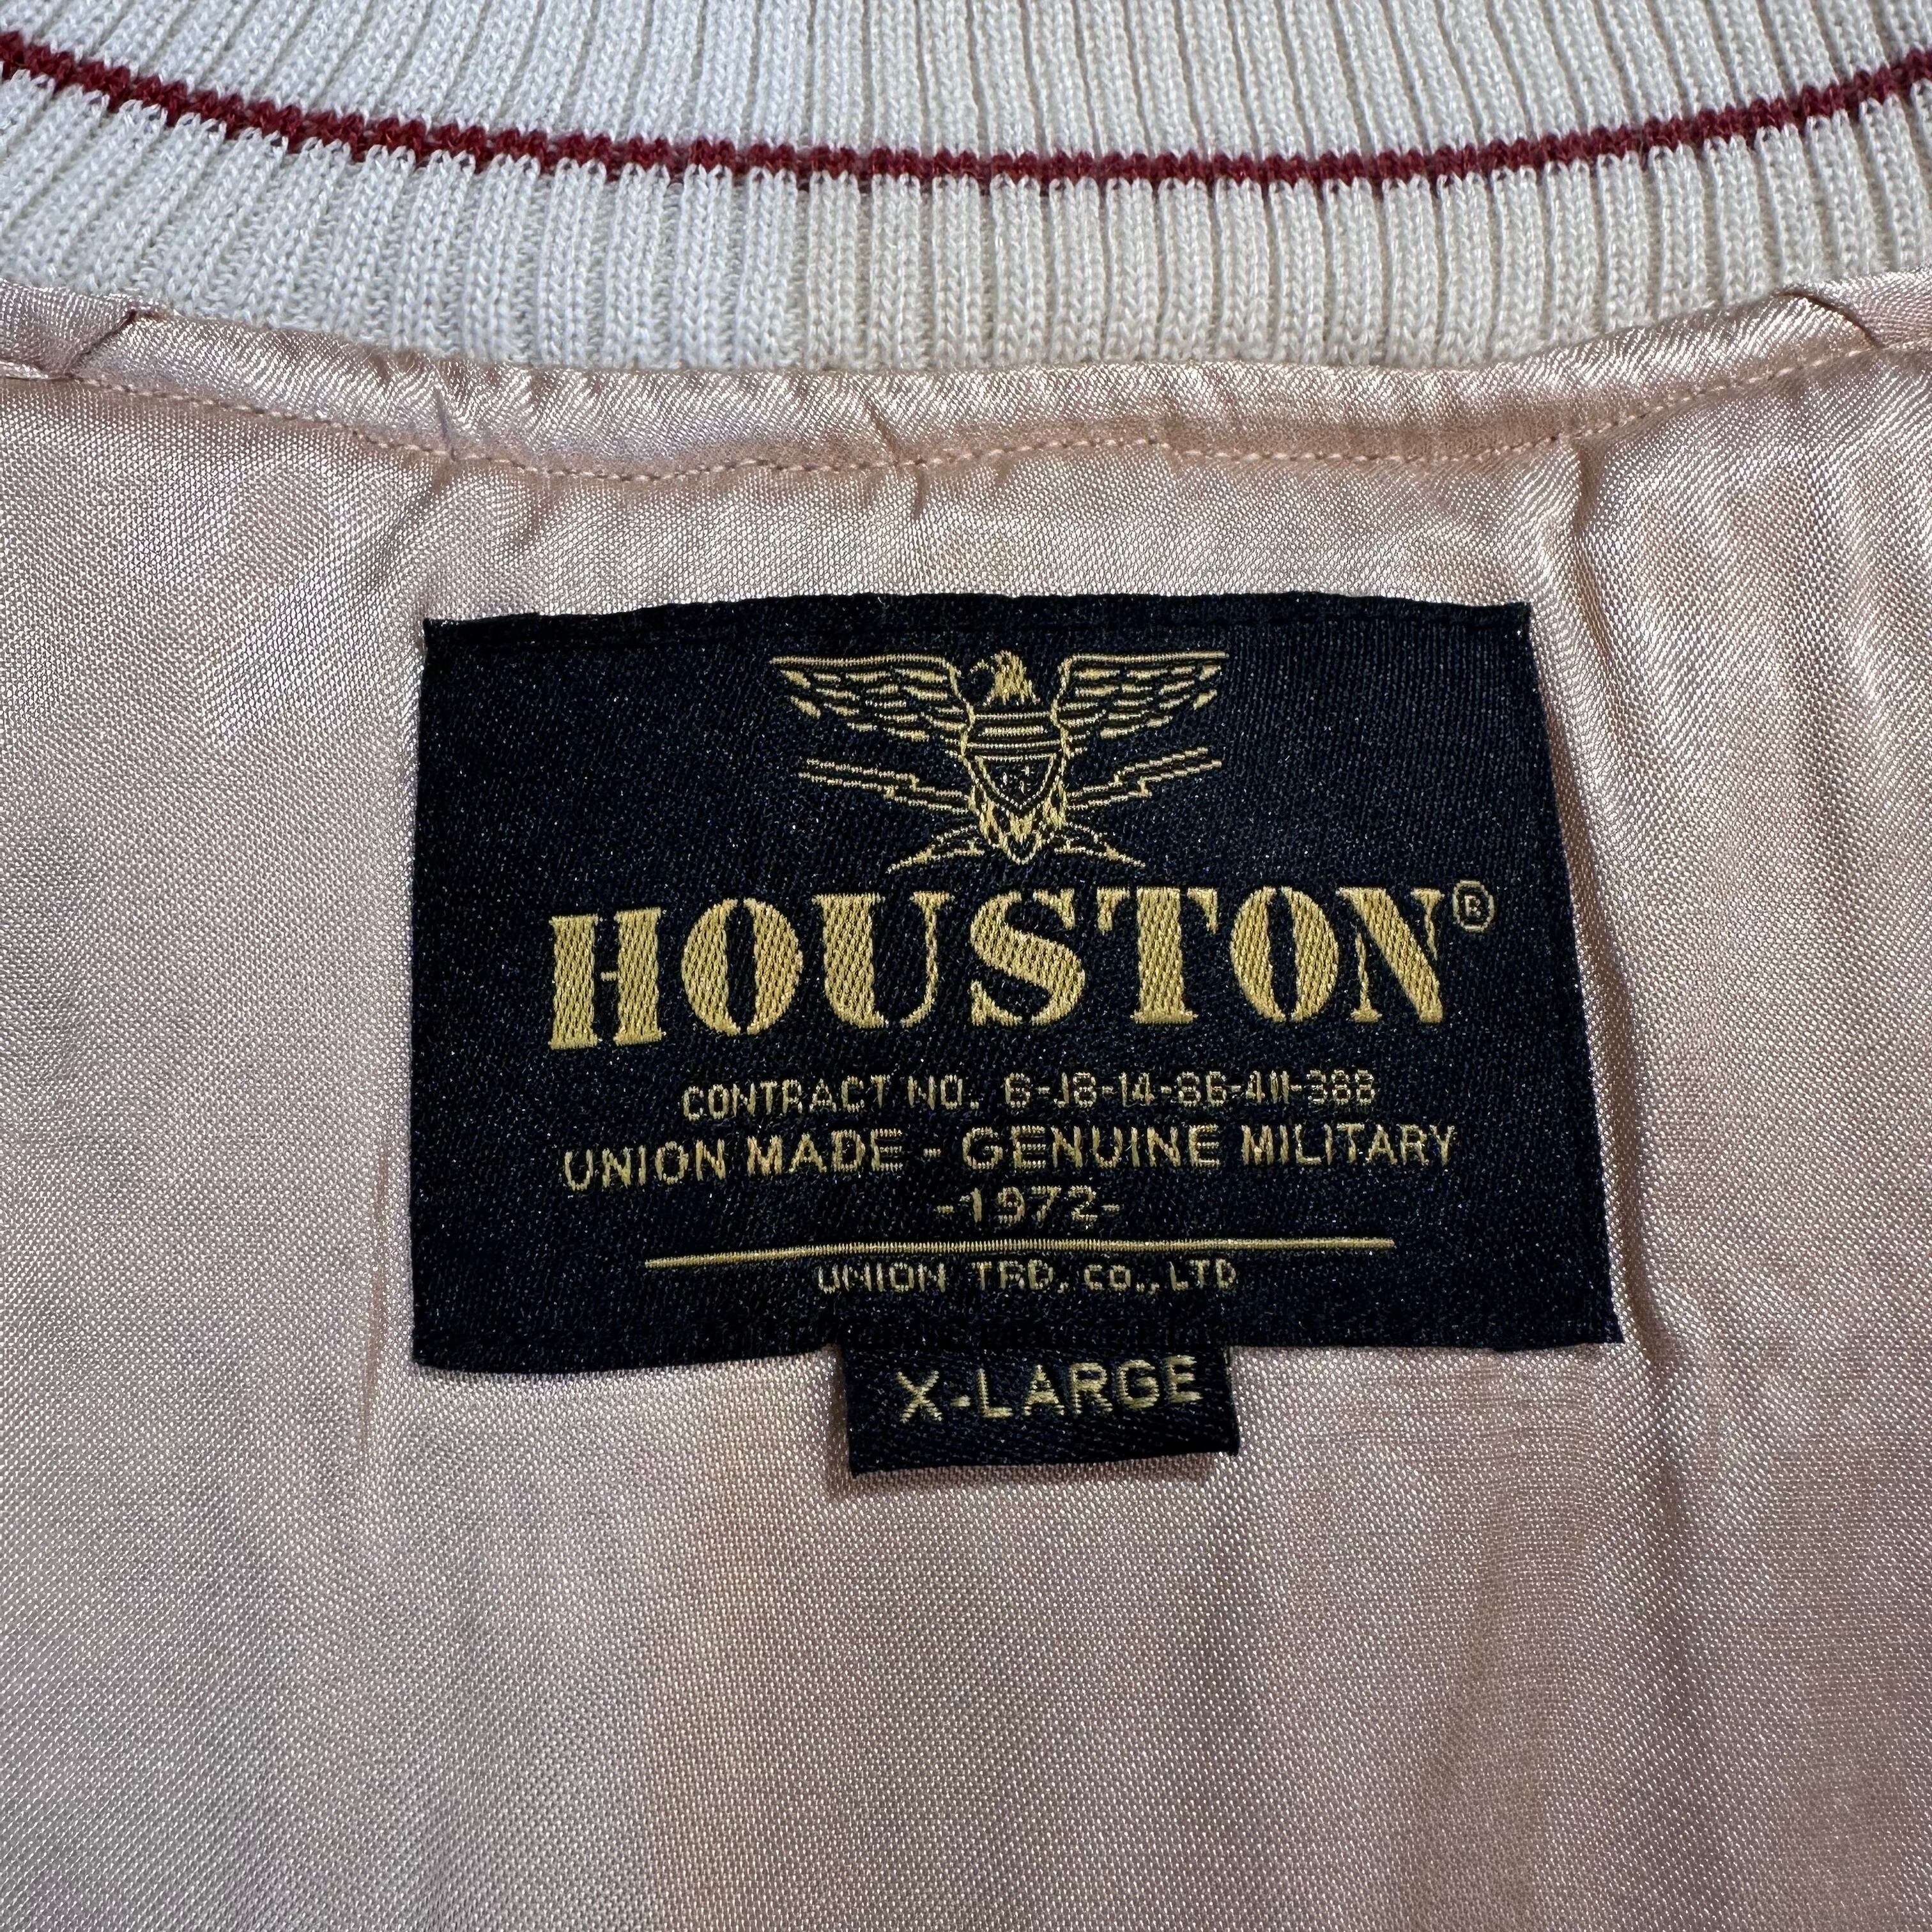 HOUSTON®
CONTRACT NO. 6-J8-14-86-411-388
UNION MADE - GENUINE MILITARY
-1972-
UNION TRD, CO., LTD
X-LARGE